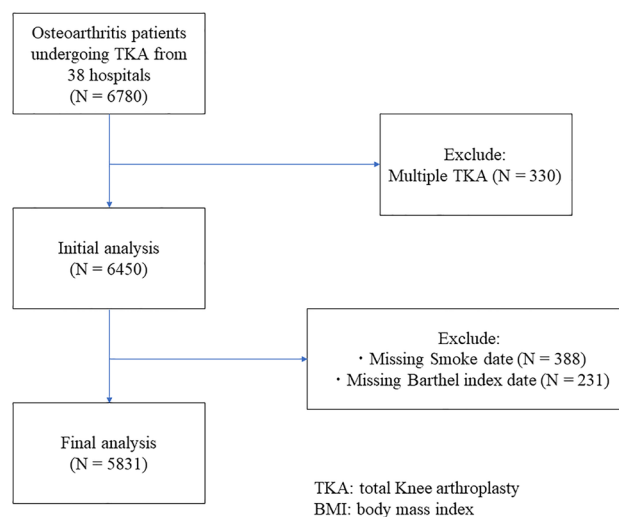 Osteoarthritis patients
undergoing TKA from
38 hospitals
(N = 6780)
Exclude:
Multiple TKA (N = 330)
Initial analysis
(N = 6450)
Exclude:
・Missing Smoke date (N = 388)
・Missing Barthel index date (N = 231)
Final analysis
(N = 5831)
TKA: total Knee arthroplasty
BMI: body mass index